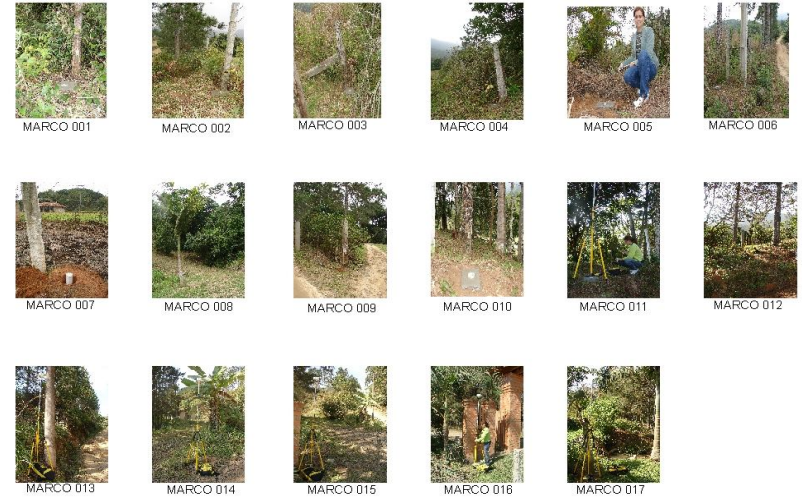 MARCO 001
MARCO 002
MARCO 003
MARCO 004
MARCO 005
MARCO 006
MARCO 007
MARCO 008
MARCO 009
MARCO 010
MARCO 011
MARCO 012
MARCO 013
MARCO 014
MARCO 015
MARCO 016
MARCO 017